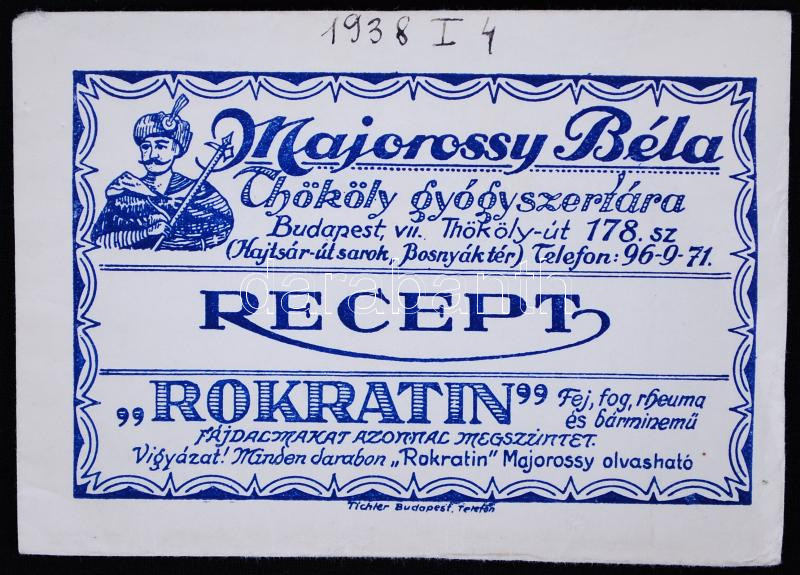 1938 I 4
Majorossy Béla
Thököly gyógyszertára
Budapest, VII. Thököly-út 178. sz
(Kajtsár-út sarok, Bosnyák tér) Telefon: 96-9-71.
darabanth
RECEPT
„ROKRATIN” Fej, fog, rheuma
és bárminemű
FÁJDALMAKAT AZONNAL MEGSZÜNTET.
Vigyázat! Minden darabon „Rokratin” Majorossy olvasható
Tichler Budapest, Telefon